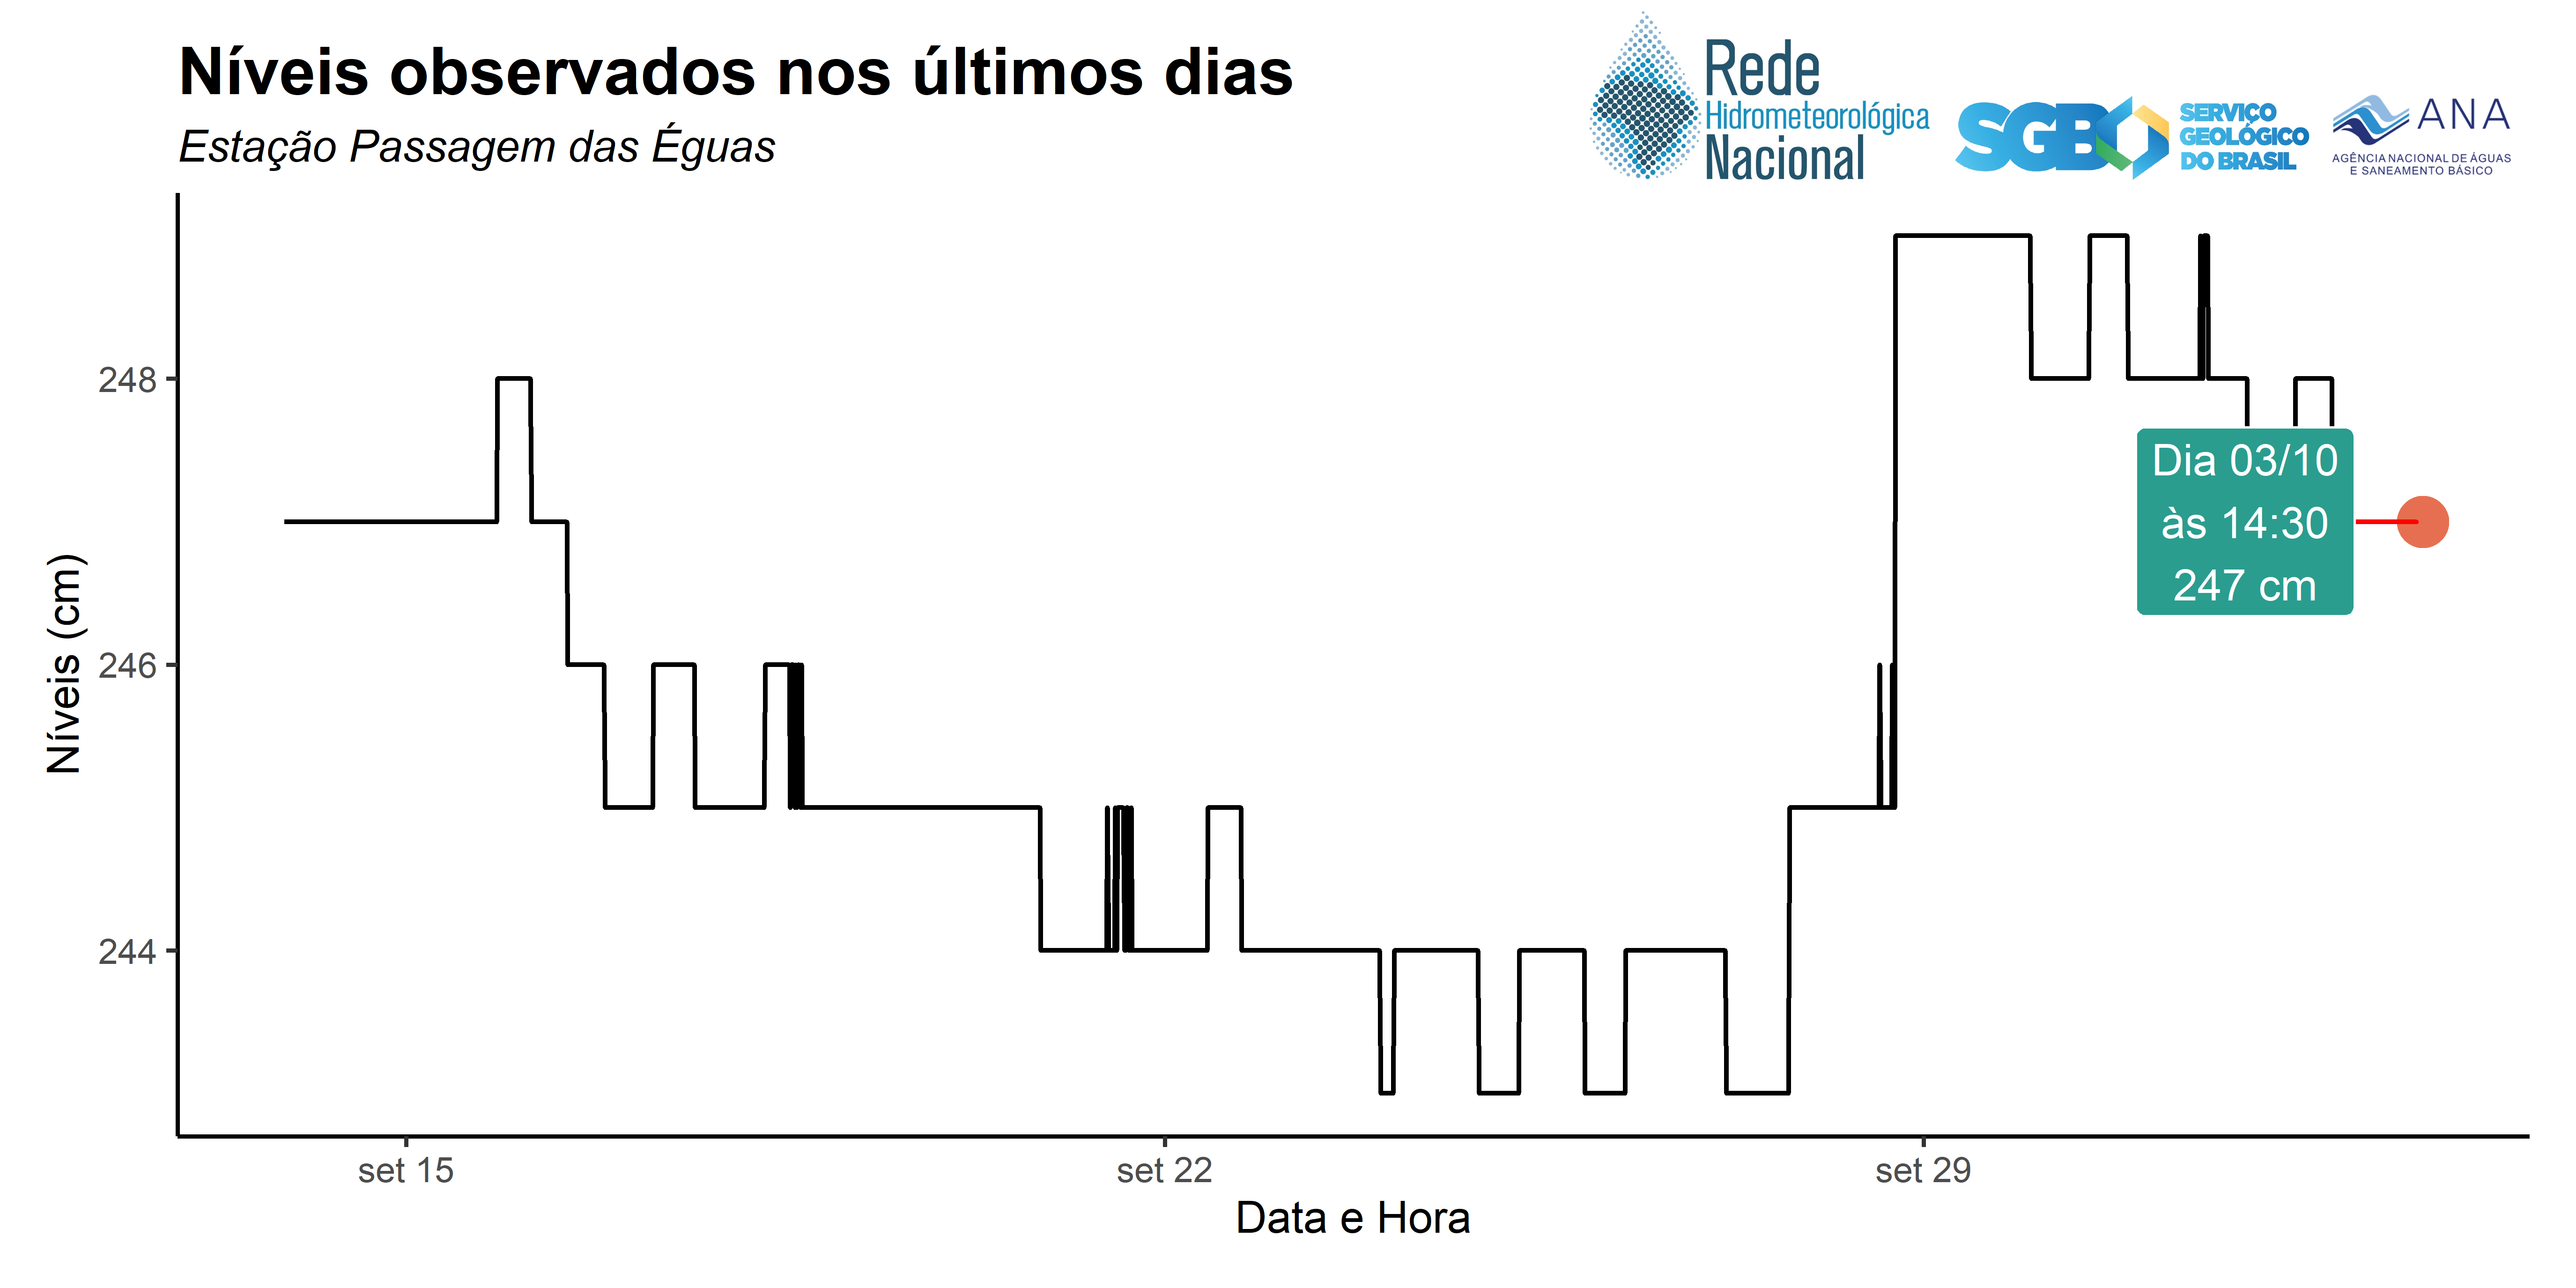 Níveis observados nos últimos dias
Estação Passagem das Éguas
Rede
Hidrometeorológica
Nacional
SGB
SERVIÇO
GEOLÓGICO
DO BRASIL
ANA
AGÊNCIA NACIONAL DE ÁGUAS
E SANEAMENTO BÁSICO
Níveis (cm)
248
246
244
Dia 03/10
às 14:30
247 cm
set 15
set 22
set 29
Data e Hora